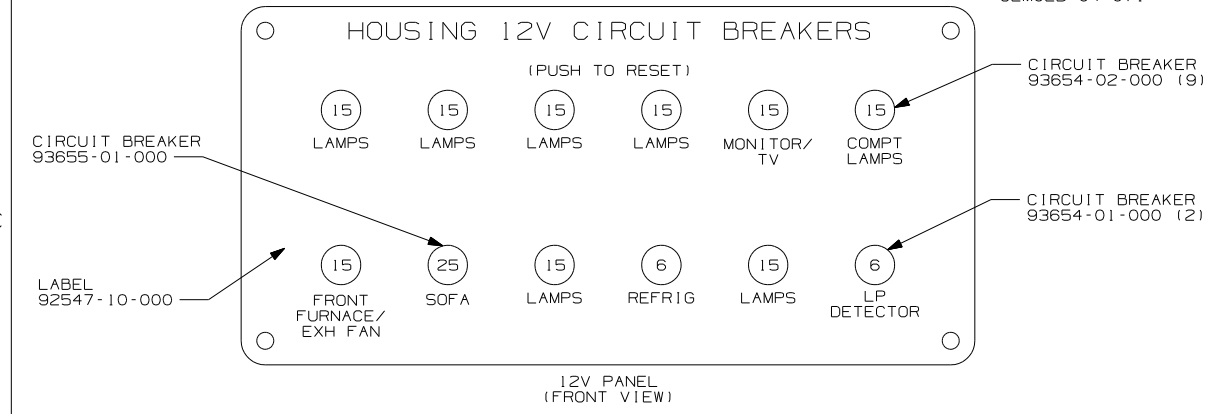 HOUSING 12V CIRCUIT BREAKERS
(PUSH TO RESET)
CIRCUIT BREAKER
93654-02-000 (9)
15 15 15 15 15 15
LAMPS LAMPS LAMPS LAMPS MONITOR/
TV COMPT
LAMPS
CIRCUIT BREAKER
93655-01-000
CIRCUIT BREAKER
93654-01-000 (2)
15 25 15 6 15 6
FRONT
FURNACE/
EXH FAN SOFA LAMPS REFRIG LAMPS LP
DETECTOR
LABEL
92547-10-000
12V PANEL
(FRONT VIEW)